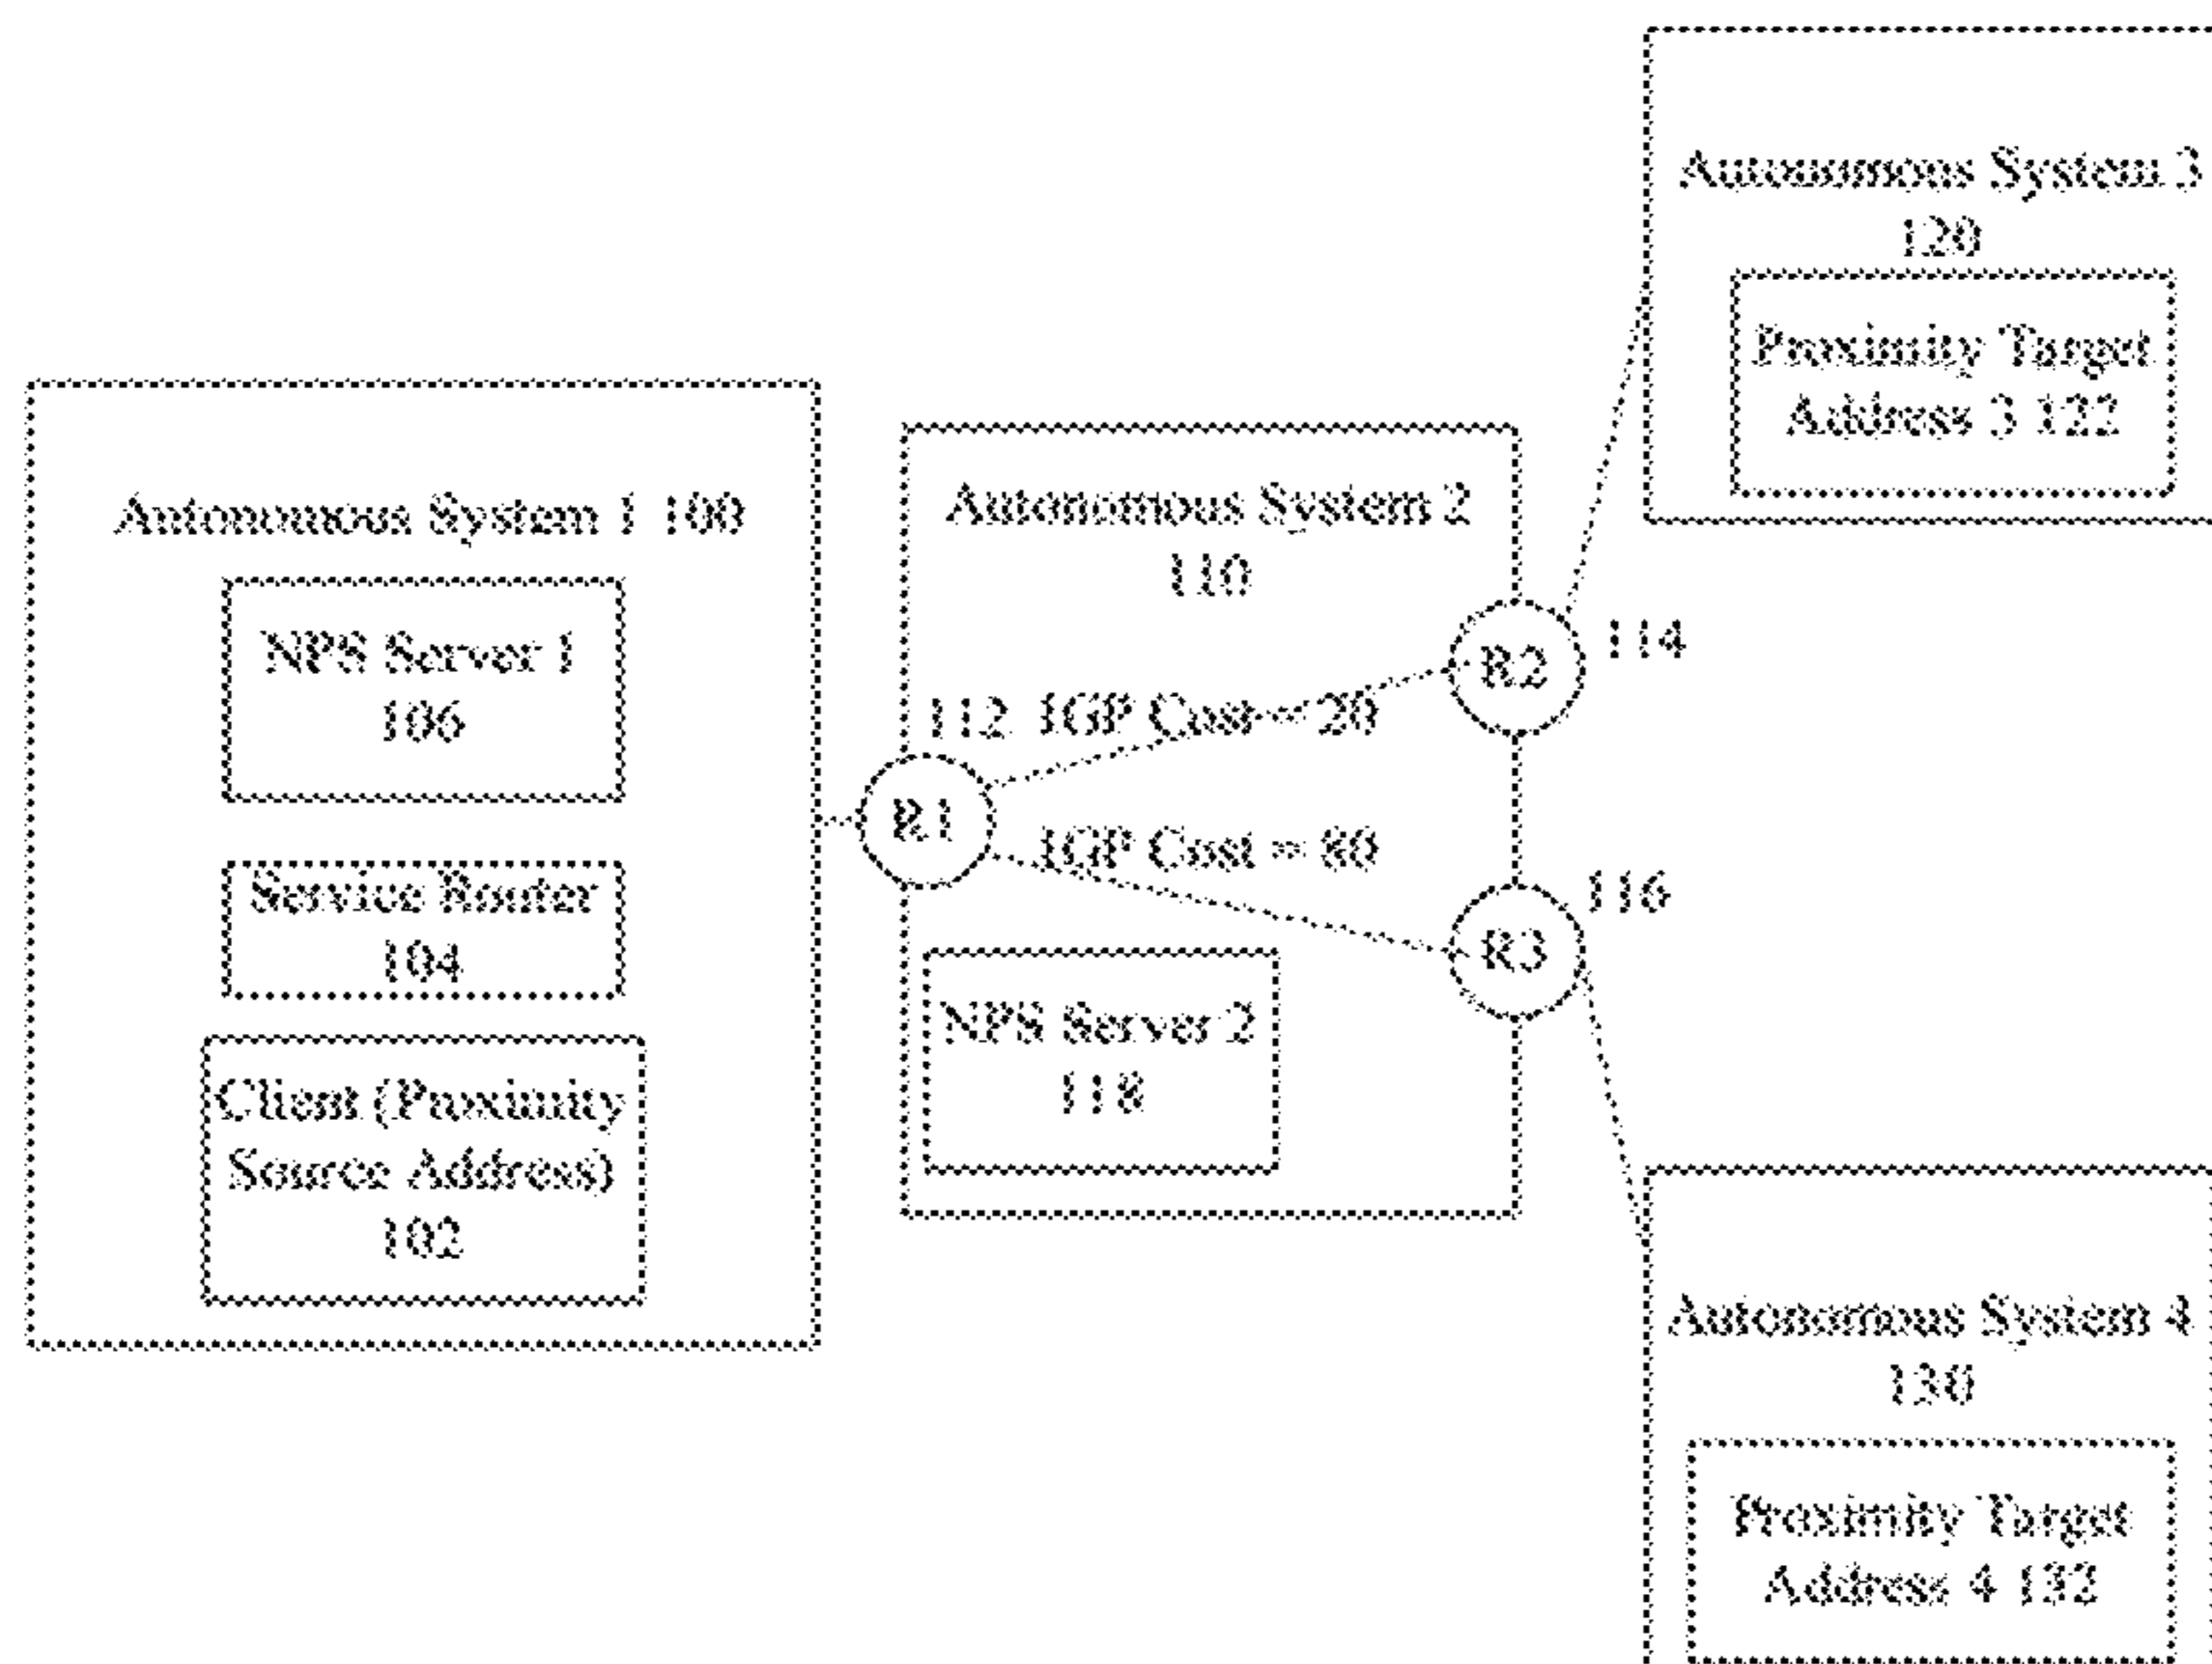 Autonomous System 1 100
NPS Server 1
106
Service Router
104
Client (Proximity
Source Address)
102
Autonomous System 2
110
112 IGP Cost = 20
R1
R2
114
IGP Cost = 80
R3
116
NPS Server 2
118
Autonomous System 3
120
Proximity Target
Address 3 122
Autonomous System 4
130
Proximity Target
Address 4 132